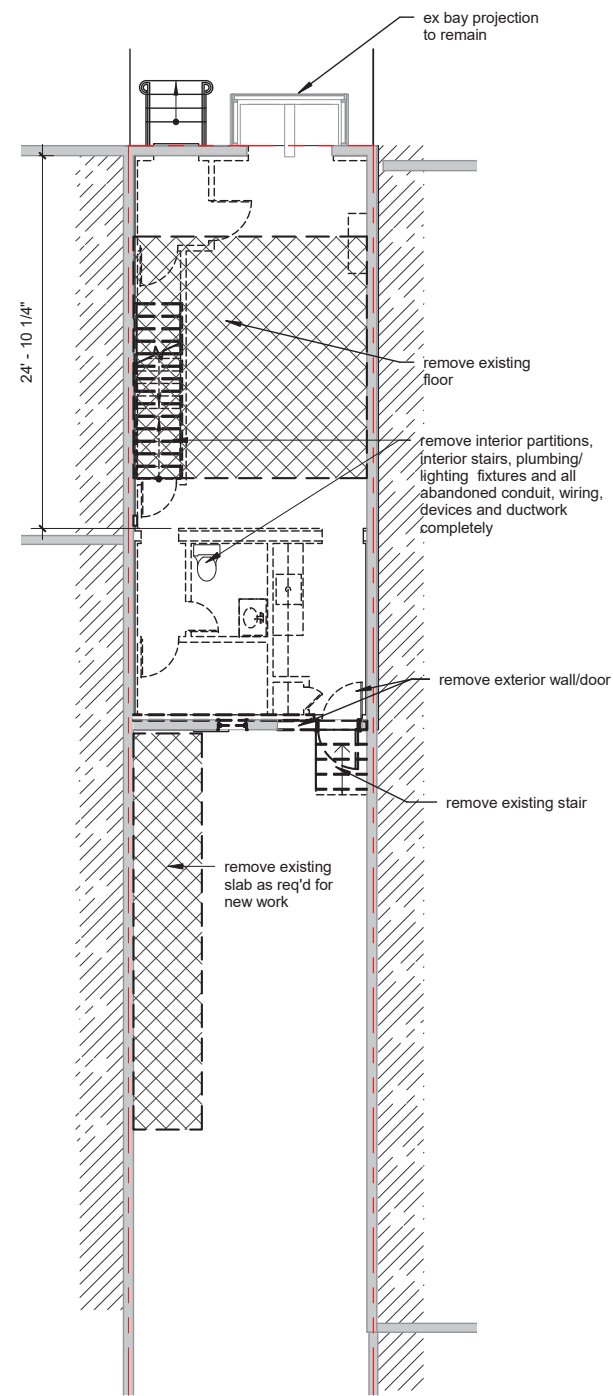 ex bay projection
to remain
24' - 10 1/4"
remove existing
floor
remove interior partitions,
interior stairs, plumbing/
lighting fixtures and all
abandoned conduit, wiring,
devices and ductwork
completely
remove exterior wall/door
remove existing stair
remove existing
slab as req'd for
new work